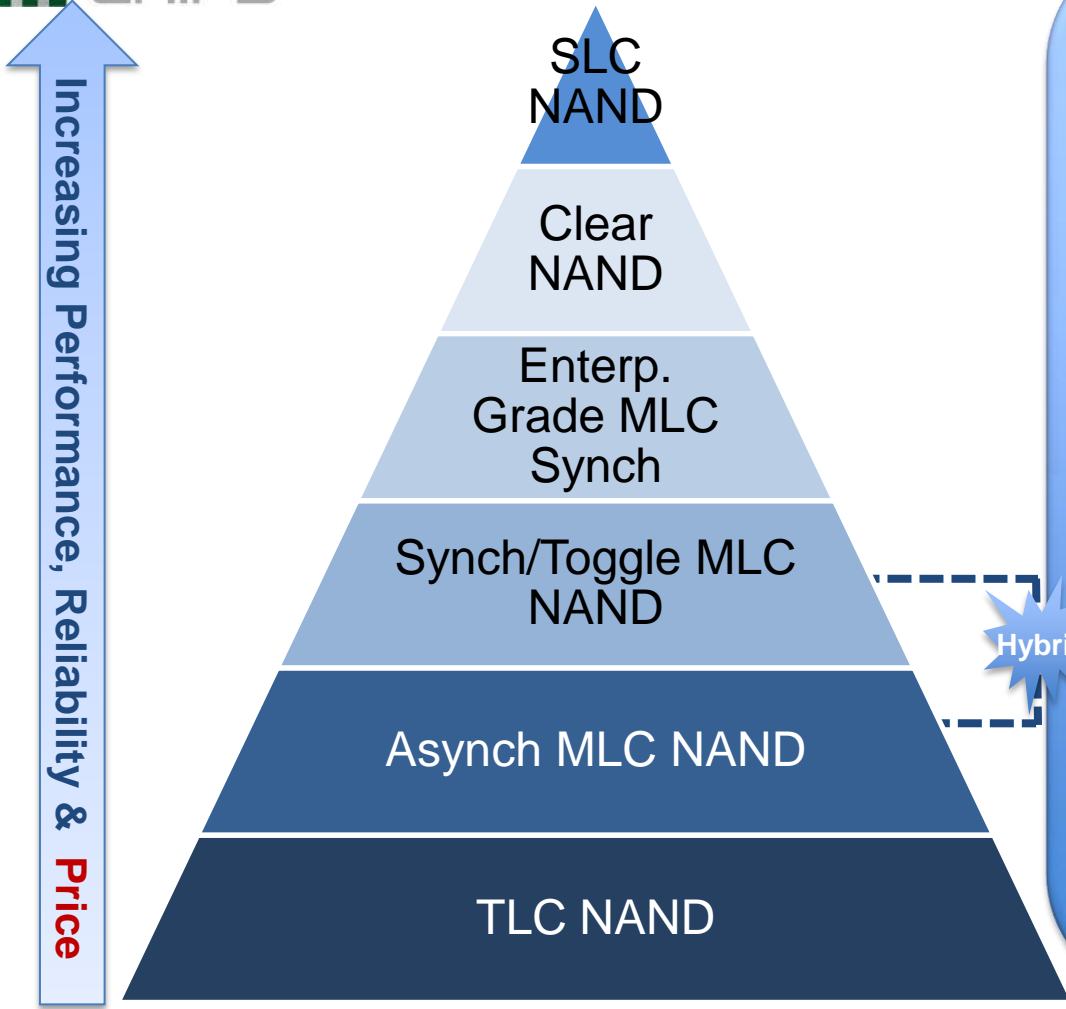 Increasing Performance, Reliability & Price
SLC
NAND
Clear
NAND
Enterp.
Grade MLC
Synch
Synch/Toggle MLC
NAND
Hybri
Asynch MLC NAND
TLC NAND